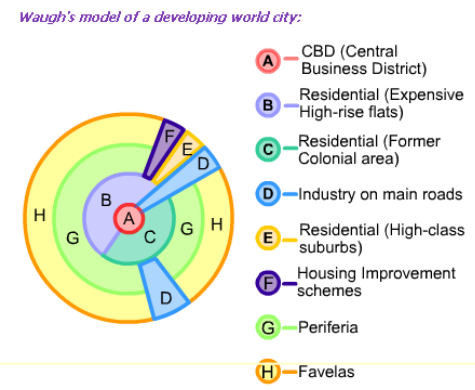 Waugh's model of a developing world city:
A CBD (Central
Business District)
B Residential (Expensive
High-rise flats)
C Residential (Former
Colonial area)
D Industry on main roads
E Residential (High-class
suburbs)
F Housing Improvement
schemes
G Periferia
H Favelas
F
E
D
B
A
C
G
G
H
H
D